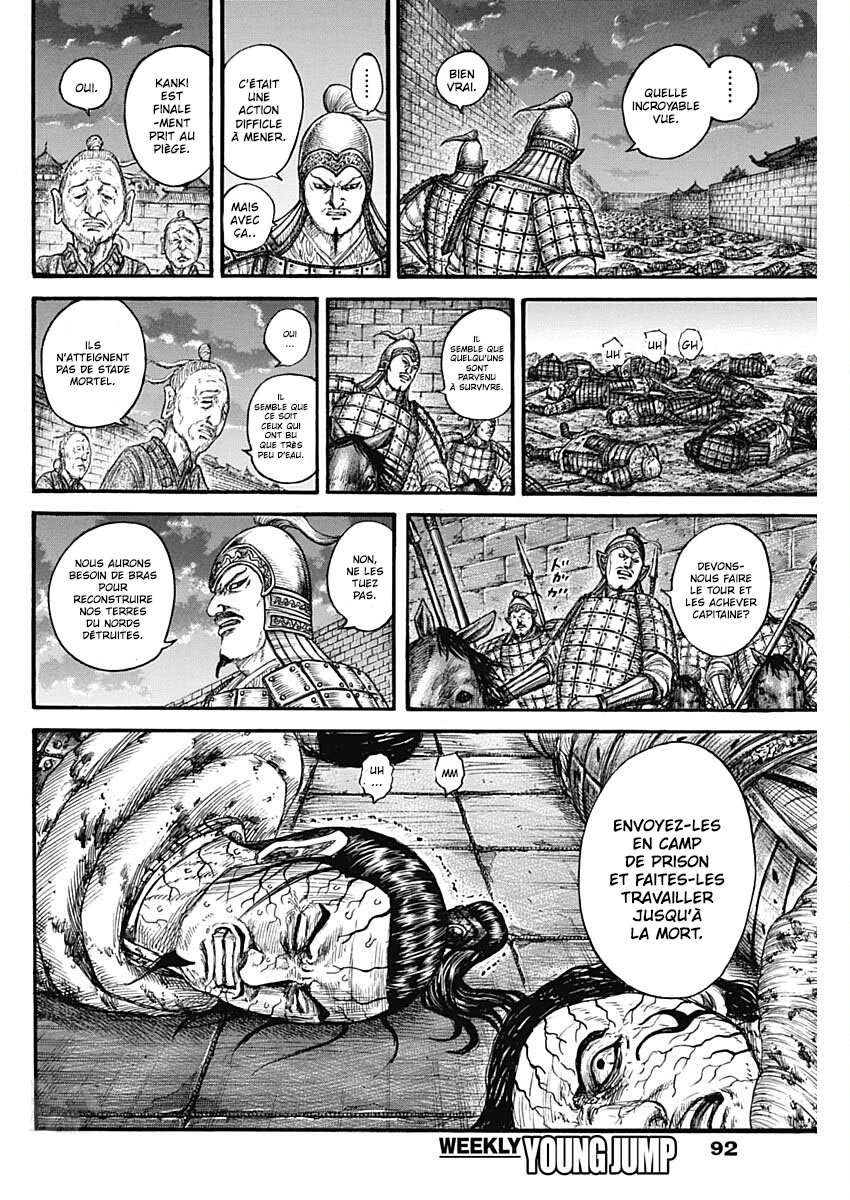 ......
QUELLE
INCROYABLE
VUE.
BIEN
VRAI.
......
C'ÉTAIT
UNE
ACTION
DIFFICILE
À MENER.
MAIS
AVEC
ÇA..
KANKI
EST
FINALE
-MENT
PRIT AU
PIÈGE.
OUI.
GH
UH
UH
IL
SEMBLE QUE
QUELQU'UNS
SONT
PARVENU
À SURVIVRE.
OUI
...
IL
SEMBLE QUE
CE SOIT
CEUX QUI
ONT BU
QUE TRÈS
PEU D'EAU.
ILS
N'ATTEIGNENT
PAS DE STADE
MORTEL.
DEVONS-
NOUS FAIRE
LE TOUR ET
LES ACHEVER
CAPITAINE?
NON,
NE LES
TUEZ
PAS.
NOUS AURONS
BESOIN DE BRAS
POUR
RECONSTRUIRE
NOS TERRES
DU NORDS
DÉTRUITES.
MM
UH
...
ENVOYEZ-LES
EN CAMP
DE PRISON
ET FAITES-LES
TRAVAILLER
JUSQU'À
LA MORT.
WEEKLY YOUNG JUMP 92